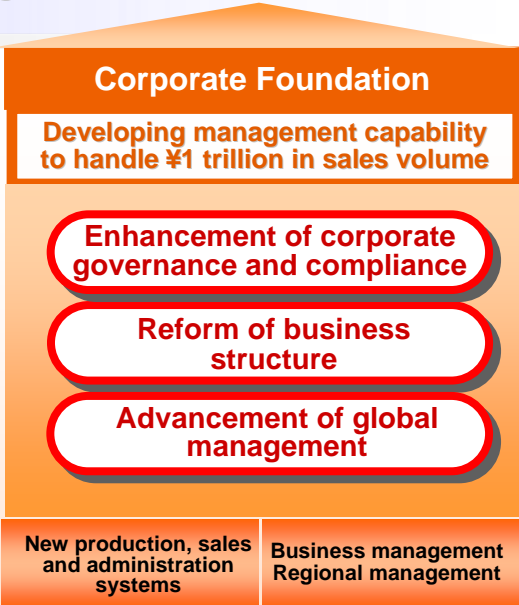 Corporate Foundation
Developing management capability
to handle ¥1 trillion in sales volume
Enhancement of corporate
governance and compliance
Reform of business
structure
Advancement of global
management
New production, sales
and administration
systems
Business management
Regional management